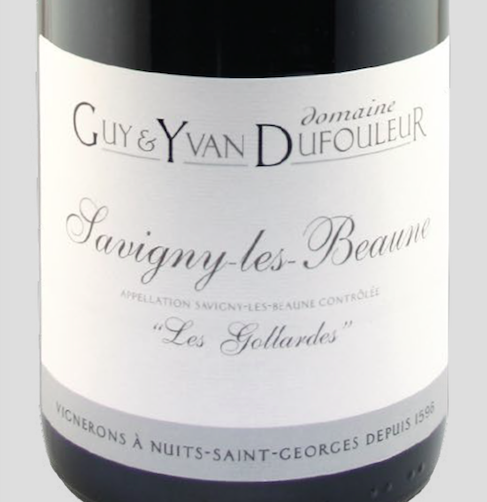 domaine
GUY & YVAN DUFOULEUR
Savigny-les-Beaune
APPELLATION SAVIGNY-LES-BEAUNE CONTRÔLÉE
"Les Gollardes"
VIGNERONS À NUITS-SAINT-GEORGES DEPUIS 1596